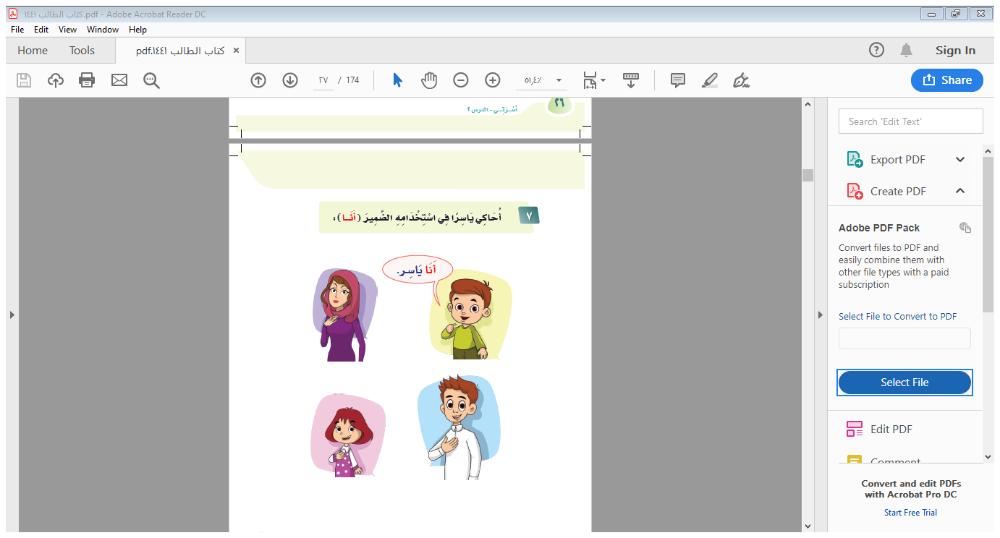 كتاب الطالب ١٤٤١.pdf - Adobe Acrobat Reader DC
File Edit View Window Help
Home Tools كتاب الطالب ١٤٤١.pdf × Sign In
٢٧ / 174 ٥١,٤٪ Share
٢٦
أُسْـرَتِـي - الدرس ٢
٧ أُحَاكِي يَاسِرًا فِي اسْتِخْدَامِهِ الضَّمِيرَ (أَنَـا):
أَنَا يَاسِر.
Search 'Edit Text'
Export PDF
Create PDF
Adobe PDF Pack
Convert files to PDF and
easily combine them with
other file types with a paid
subscription
Select File to Convert to PDF
Select File
Edit PDF
Comment
Convert and edit PDFs
with Acrobat Pro DC
Start Free Trial